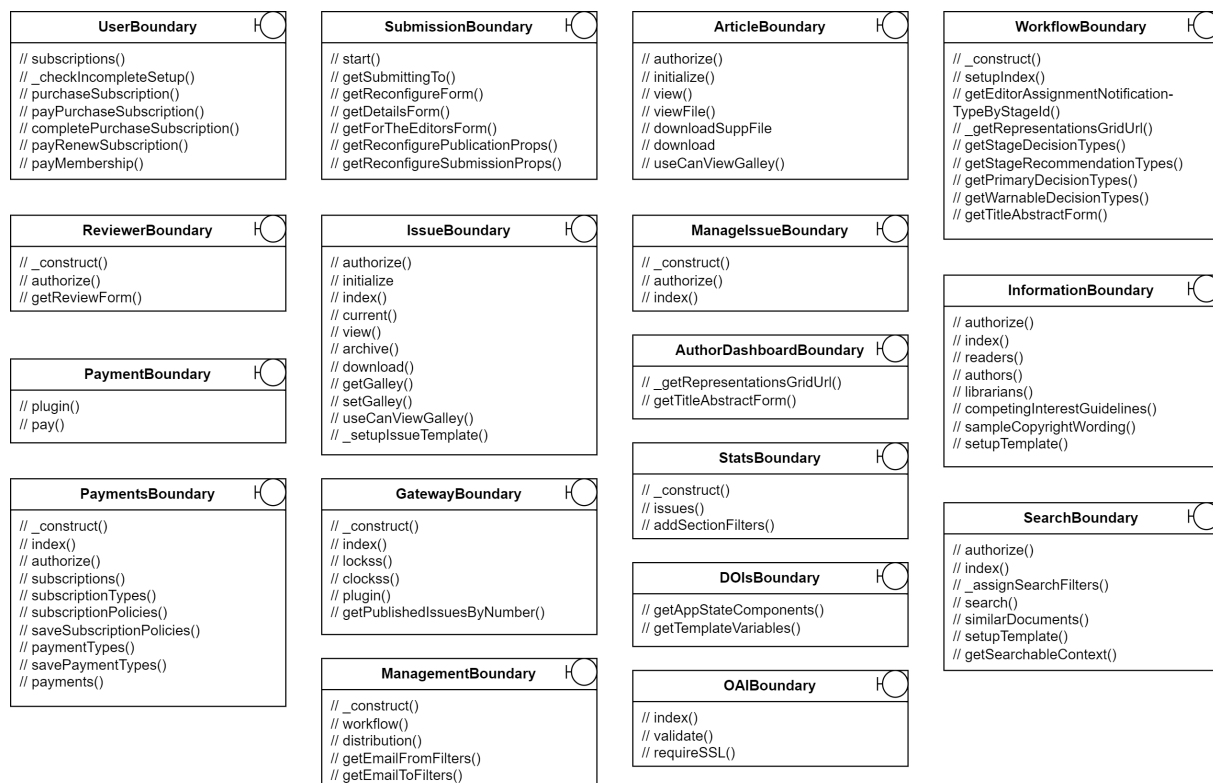 UserBoundary
// subscriptions()
// _checkIncompleteSetup()
// purchaseSubscription()
// payPurchaseSubscription()
// completePurchaseSubscription()
// payRenewSubscription()
// payMembership()
ReviewerBoundary
// _construct()
// authorize()
// getReviewForm()
PaymentBoundary
// plugin()
// pay()
PaymentsBoundary
// _construct()
// index()
// authorize()
// subscriptions()
// subscriptionTypes()
// subscriptionPolicies()
// saveSubscriptionPolicies()
// paymentTypes()
// savePaymentTypes()
// payments()
SubmissionBoundary
// start()
// getSubmittingTo()
// getReconfigureForm()
// getDetailsForm()
// getForTheEditorsForm()
// getReconfigurePublicationProps()
// getReconfigureSubmissionProps()
IssueBoundary
// authorize()
// initialize
// index()
// current()
// view()
// archive()
// download()
// getGalley()
// setGalley()
// useCanViewGalley()
// _setupIssueTemplate()
GatewayBoundary
// _construct()
// index()
// lockss()
// clockss()
// plugin()
// getPublishedIssuesByNumber()
ManagementBoundary
// _construct()
// workflow()
// distribution()
// getEmailFromFilters()
// getEmailToFilters()
ArticleBoundary
// authorize()
// initialize()
// view()
// viewFile()
// downloadSuppFile
// download
// useCanViewGalley()
ManageIssueBoundary
// _construct()
// authorize()
// index()
AuthorDashboardBoundary
// _getRepresentationsGridUrl()
// getTitleAbstractForm()
StatsBoundary
// _construct()
// issues()
// addSectionFilters()
DOIsBoundary
// getAppStateComponents()
// getTemplateVariables()
OAIBoundary
// index()
// validate()
// requireSSL()
WorkflowBoundary
// _construct()
// setupIndex()
// getEditorAssignmentNotification-
TypeByStageId()
// _getRepresentationsGridUrl()
// getStageDecisionTypes()
// getStageRecommendationTypes()
// getPrimaryDecisionTypes()
// getWarnableDecisionTypes()
// getTitleAbstractForm()
InformationBoundary
// authorize()
// index()
// readers()
// authors()
// librarians()
// competingInterestGuidelines()
// sampleCopyrightWording()
// setupTemplate()
SearchBoundary
// authorize()
// index()
// _assignSearchFilters()
// search()
// similarDocuments()
// setupTemplate()
// getSearchableContext()